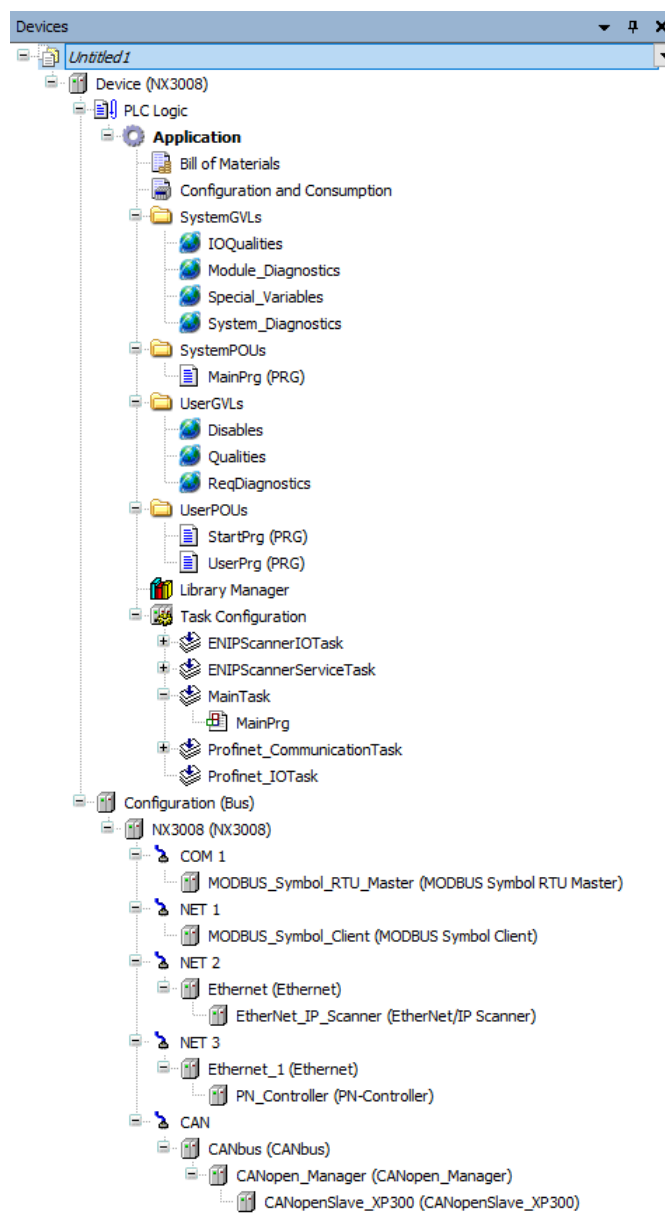 Devices
Untitled1
Device (NX3008)
PLC Logic
Application
Bill of Materials
Configuration and Consumption
SystemGVLs
IOQualities
Module_Diagnostics
Special_Variables
System_Diagnostics
SystemPOUs
MainPrg (PRG)
UserGVLs
Disables
Qualities
ReqDiagnostics
UserPOUs
StartPrg (PRG)
UserPrg (PRG)
Library Manager
Task Configuration
ENIPScannerIOTask
ENIPScannerServiceTask
MainTask
MainPrg
Profinet_CommunicationTask
Profinet_IOTask
Configuration (Bus)
NX3008 (NX3008)
COM 1
MODBUS_Symbol_RTU_Master (MODBUS Symbol RTU Master)
NET 1
MODBUS_Symbol_Client (MODBUS Symbol Client)
NET 2
Ethernet (Ethernet)
EtherNet_IP_Scanner (EtherNet/IP Scanner)
NET 3
Ethernet_1 (Ethernet)
PN_Controller (PN-Controller)
CAN
CANbus (CANbus)
CANopen_Manager (CANopen_Manager)
CANopenSlave_XP300 (CANopenSlave_XP300)